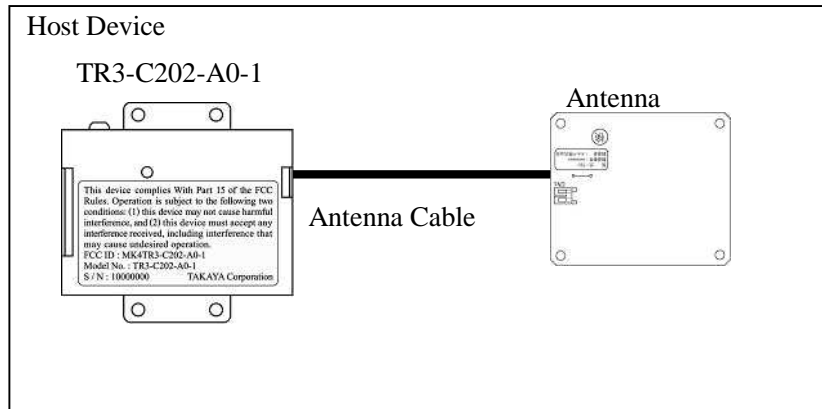 Host Device
TR3-C202-A0-1
Antenna
This device complies With Part 15 of the FCC
Rules. Operation is subject to the following two
conditions: (1) this device may not cause harmful
interference, and (2) this device must accept any
interference received, including interference that
may cause undesired operation.
FCC ID : MK4TR3-C202-A0-1
Model No. : TR3-C202-A0-1
S / N : 10000000 TAKAYA Corporation
Antenna Cable